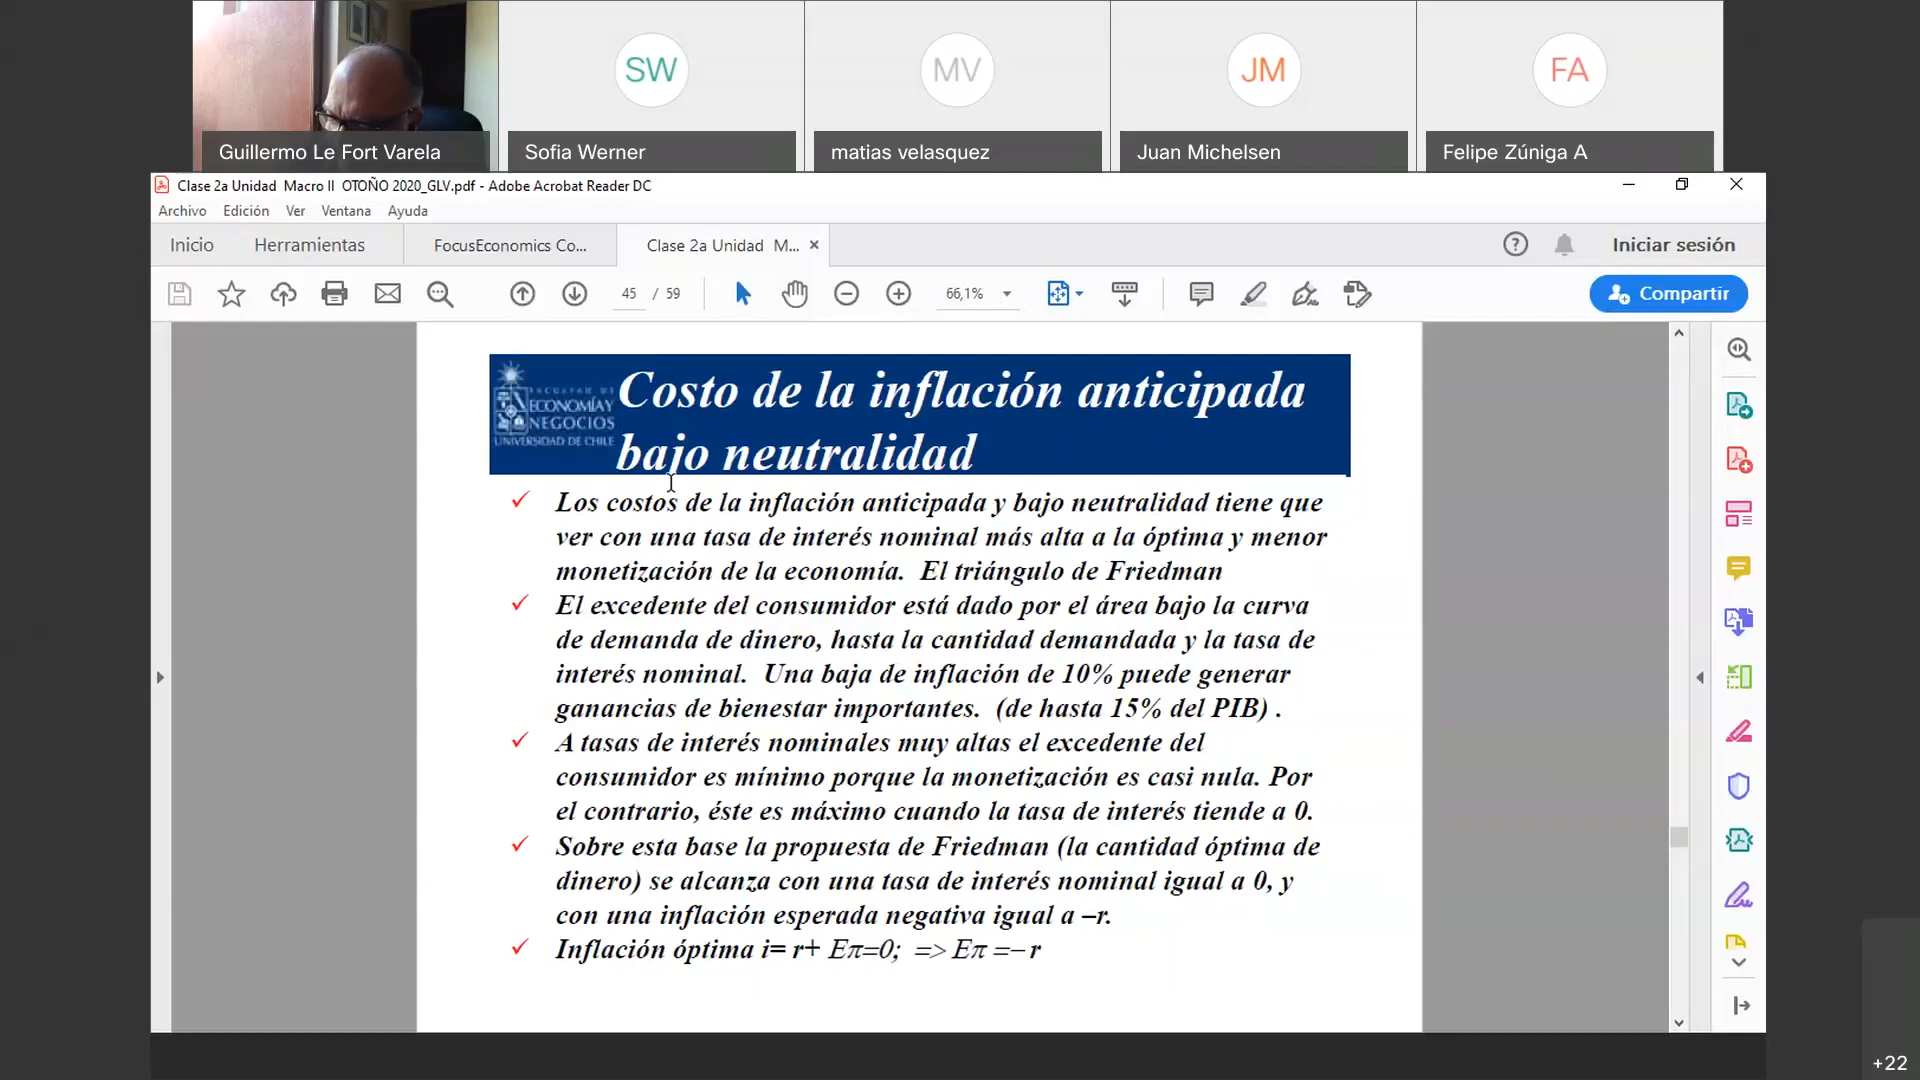 SW
MV
JM
FA
Guillermo Le Fort Varela
Sofia Werner
matias velasquez
Juan Michelsen
Felipe Zúniga A
Clase 2a Unidad Macro II OTOÑO 2020_GLV.pdf - Adobe Acrobat Reader DC
Archivo Edición Ver Ventana Ayuda
Inicio Herramientas FocusEconomics Co... Clase 2a Unidad M... Iniciar sesión
45 / 59 66,1% Compartir
FACULTAD DE
ECONOMÍA Y
NEGOCIOS
UNIVERSIDAD DE CHILE
Costo de la inflación anticipada
bajo neutralidad
Los costos de la inflación anticipada y bajo neutralidad tiene que
ver con una tasa de interés nominal más alta a la óptima y menor
monetización de la economía. El triángulo de Friedman
El excedente del consumidor está dado por el área bajo la curva
de demanda de dinero, hasta la cantidad demandada y la tasa de
interés nominal. Una baja de inflación de 10% puede generar
ganancias de bienestar importantes. (de hasta 15% del PIB) .
A tasas de interés nominales muy altas el excedente del
consumidor es mínimo porque la monetización es casi nula. Por
el contrario, éste es máximo cuando la tasa de interés tiende a 0.
Sobre esta base la propuesta de Friedman (la cantidad óptima de
dinero) se alcanza con una tasa de interés nominal igual a 0, y
con una inflación esperada negativa igual a –r.
Inflación óptima i= r+ Eπ=0; => Eπ =– r
+22